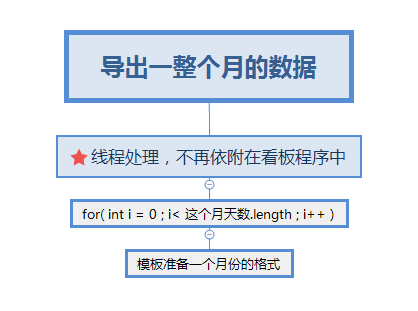 导出一整个月的数据
线程处理，不再依附在看板程序中
for( int i = 0 ; i< 这个月天数.length ; i++ )
模板准备一个月份的格式